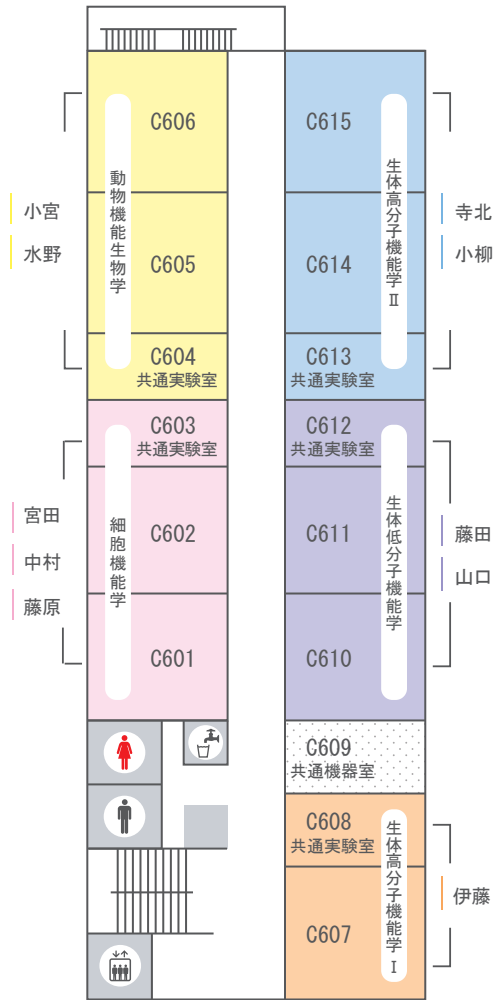 C606
C605
C604
共通実験室
動物機能生物学
小宮
水野
C603
共通実験室
C602
C601
細胞機能学
宮田
中村
藤原
C615
C614
C613
共通実験室
生体高分子機能学Ⅱ
寺北
小柳
C612
共通実験室
C611
C610
生体低分子機能学
藤田
山口
C609
共通機器室
C608
共通実験室
C607
生体高分子機能学Ⅰ
伊藤